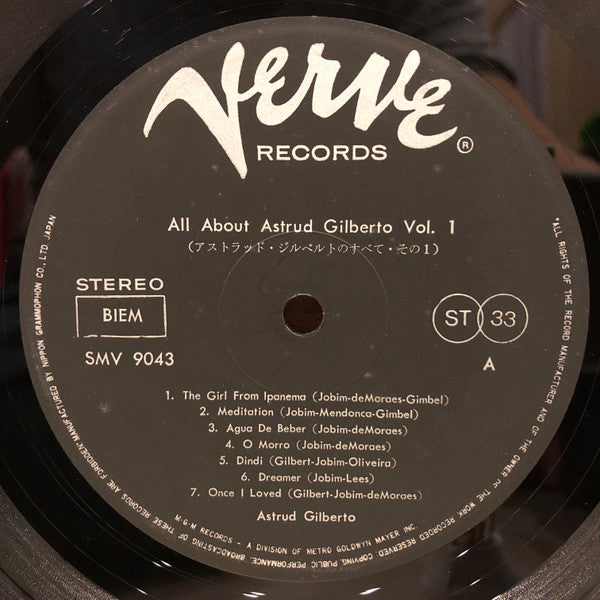 Verve
RECORDS ®
All About Astrud Gilberto Vol. 1
(アストラッド・ジルベルトのすべて・その1)
STEREO
BIEM
SMV 9043
ST 33
A
1. The Girl From Ipanema (Jobim-deMoraes-Gimbel)
2. Meditation (Jobim-Mendonca-Gimbel)
3. Agua De Beber (Jobim-deMoraes)
4. O Morro (Jobim-deMoraes)
5. Dindi (Gilbert-Jobim-Oliveira)
6. Dreamer (Jobim-Lees)
7. Once I Loved (Gilbert-Jobim-deMoraes)
Astrud Gilberto
M-G-M RECORDS - A DIVISION OF METRO GOLDWYN MAYER INC.
"ALL RIGHTS OF THE RECORD MANUFACTURER AND OF THE OWNER OF THE WORK RECORDED RESERVED. COPYING, PUBLIC PERFORMANCE, BROADCASTING OF THESE RECORDS ARE FORBIDDEN" MANUFACTURED BY NIPPON GRAMMOPHON CO., LTD. JAPAN